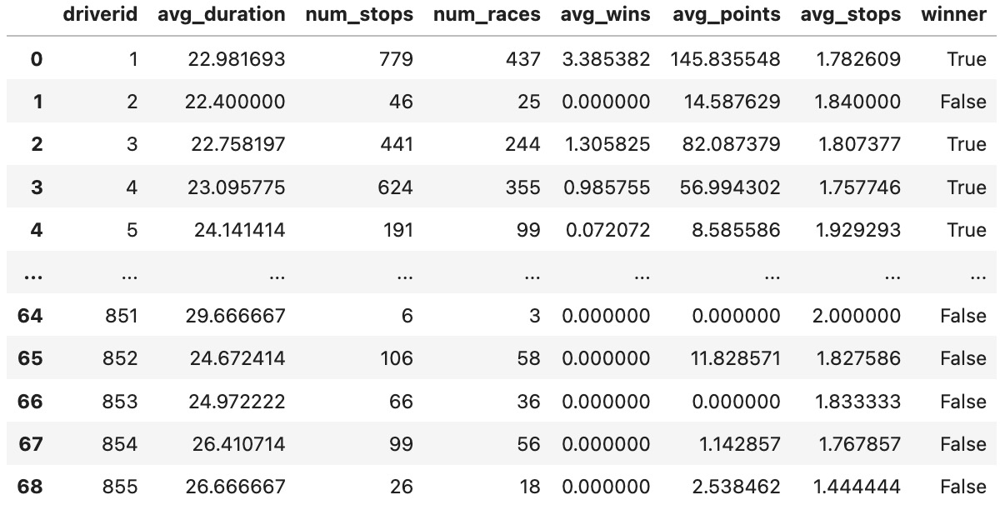 driverid avg_duration num_stops num_races avg_wins avg_points avg_stops winner
0 1 22.981693 779 437 3.385382 145.835548 1.782609 True
1 2 22.400000 46 25 0.000000 14.587629 1.840000 False
2 3 22.758197 441 244 1.305825 82.087379 1.807377 True
3 4 23.095775 624 355 0.985755 56.994302 1.757746 True
4 5 24.141414 191 99 0.072072 8.585586 1.929293 True
... ... ... ... ... ... ... ... ...
64 851 29.666667 6 3 0.000000 0.000000 2.000000 False
65 852 24.672414 106 58 0.000000 11.828571 1.827586 False
66 853 24.972222 66 36 0.000000 0.000000 1.833333 False
67 854 26.410714 99 56 0.000000 1.142857 1.767857 False
68 855 26.666667 26 18 0.000000 2.538462 1.444444 False